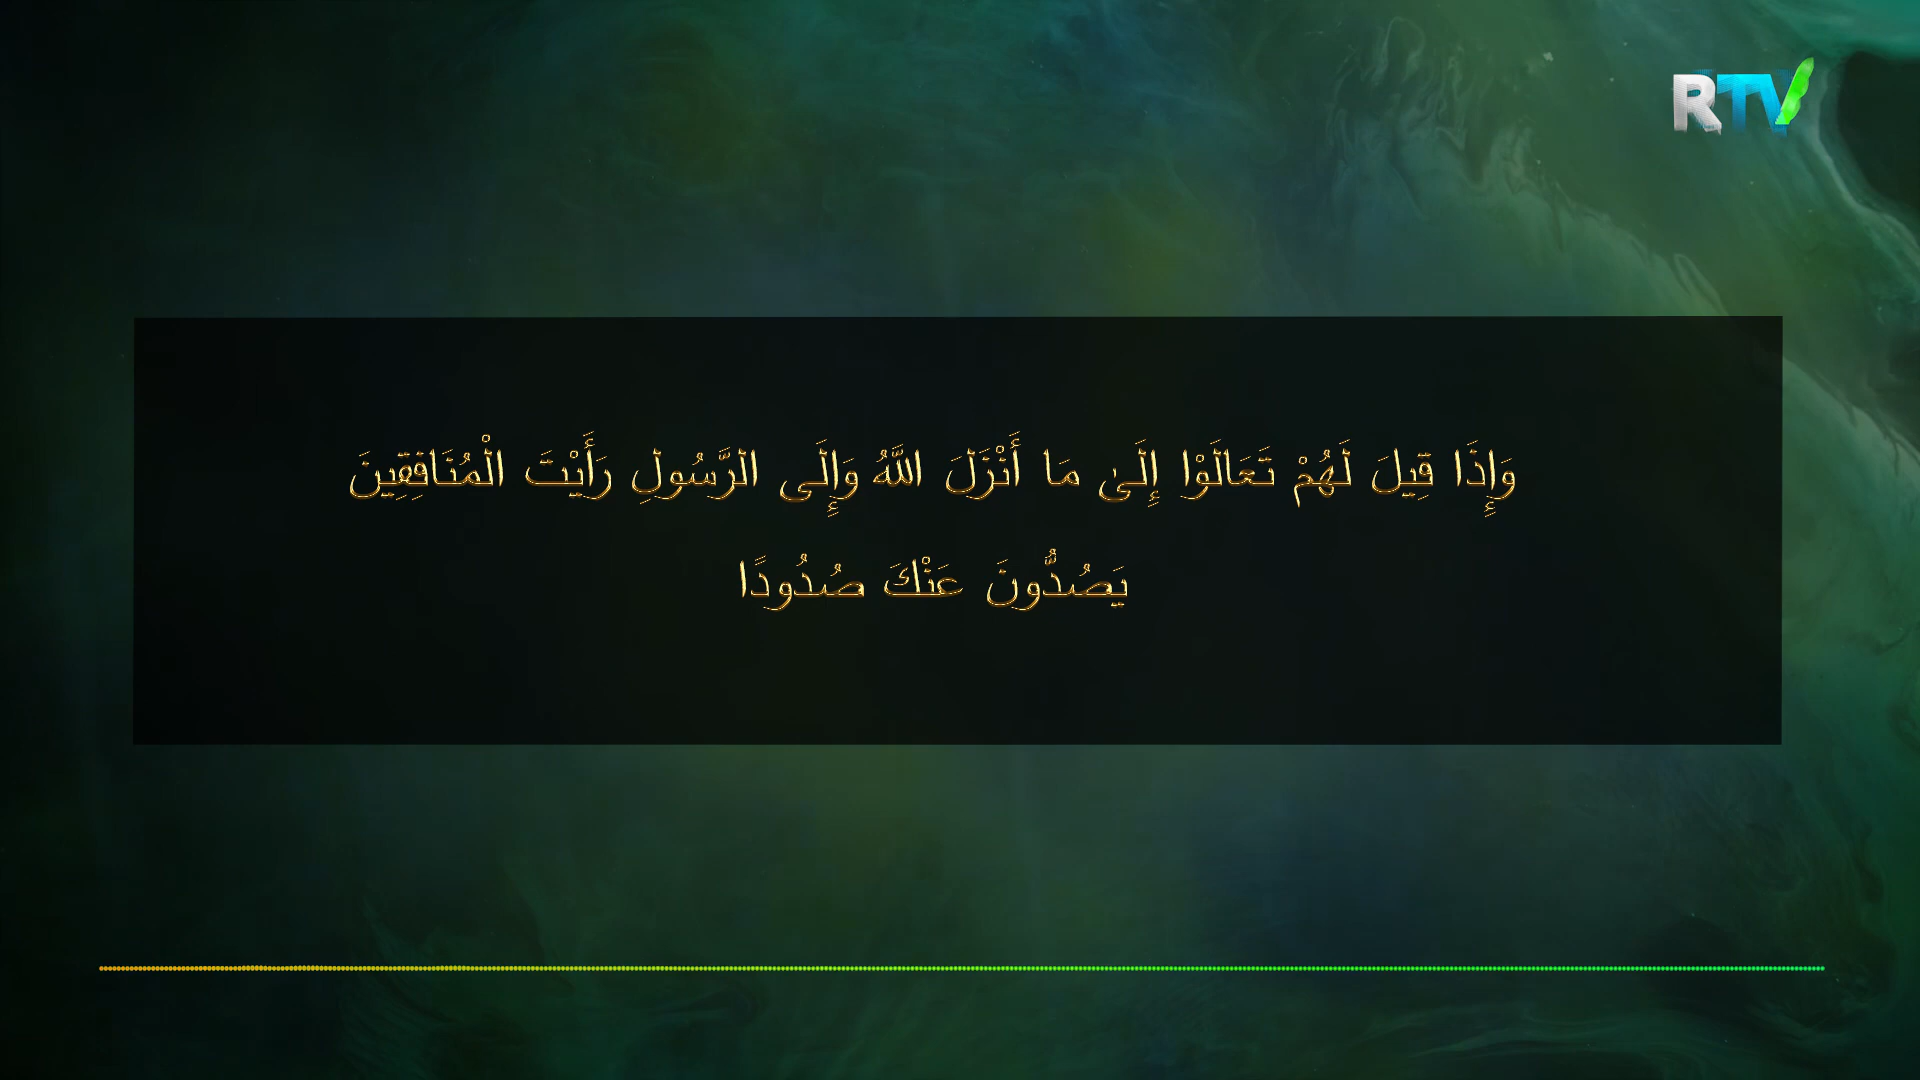 RTV
وَإِذَا قِيلَ لَهُمْ تَعَالَوْا إِلَىٰ مَا أَنْزَلَ اللَّهُ وَإِلَى الرَّسُولِ رَأَيْتَ الْمُنَافِقِينَ
يَصُدُّونَ عَنْكَ صُدُودًا